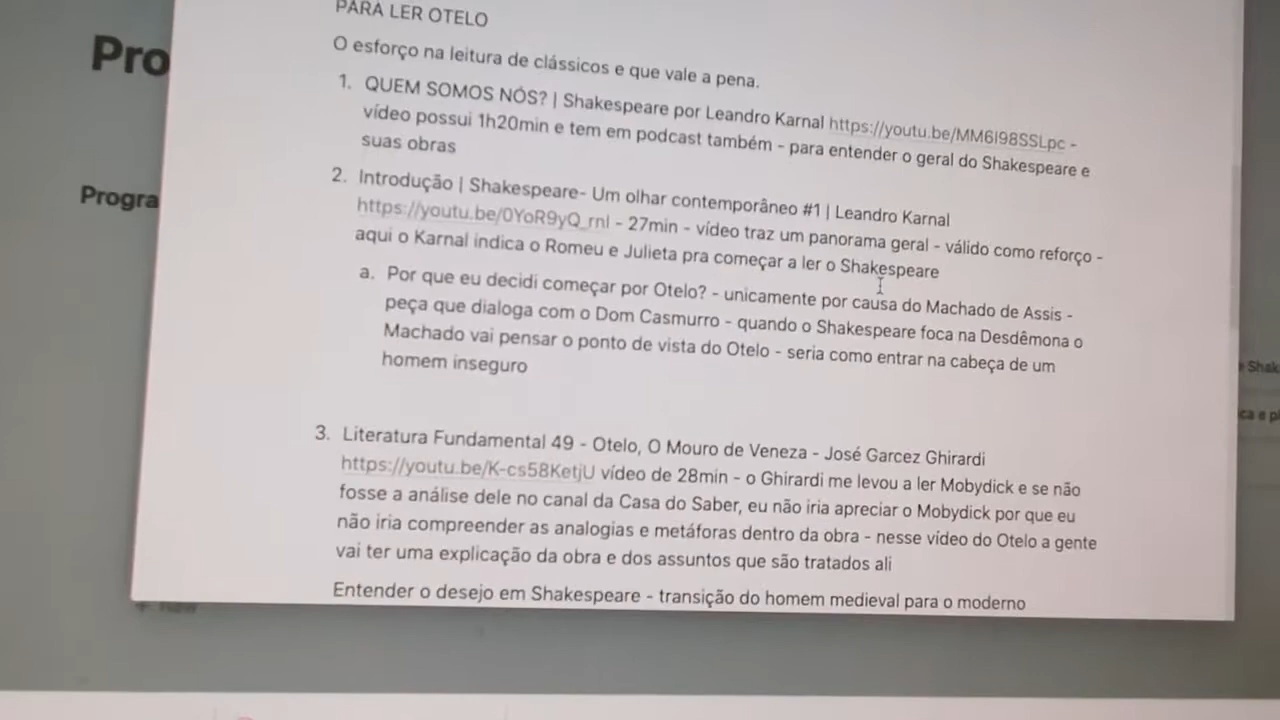 PARA LER OTELO
Pro
O esforço na leitura de clássicos e que vale a pena.
1. QUEM SOMOS NÓS? | Shakespeare por Leandro Karnal https://youtu.be/MM6I98SSLpc -
vídeo possui 1h20min e tem em podcast também - para entender o geral do Shakespeare e
suas obras
Progra
2. Introdução | Shakespeare- Um olhar contemporâneo #1 | Leandro Karnal
https://youtu.be/0YoR9yQ_rnI - 27min - vídeo traz um panorama geral - válido como reforço -
aqui o Karnal indica o Romeu e Julieta pra começar a ler o Shakespeare
a. Por que eu decidi começar por Otelo? - unicamente por causa do Machado de Assis -
peça que dialoga com o Dom Casmurro - quando o Shakespeare foca na Desdêmona o
Machado vai pensar o ponto de vista do Otelo - seria como entrar na cabeça de um
homem inseguro
Shak
ca e p
3. Literatura Fundamental 49 - Otelo, O Mouro de Veneza - José Garcez Ghirardi
https://youtu.be/K-cs58KetjU vídeo de 28min - o Ghirardi me levou a ler Mobydick e se não
fosse a análise dele no canal da Casa do Saber, eu não iria apreciar o Mobydick por que eu
não iria compreender as analogias e metáforas dentro da obra - nesse vídeo do Otelo a gente
vai ter uma explicação da obra e dos assuntos que são tratados ali
Entender o desejo em Shakespeare - transição do homem medieval para o moderno
+ New